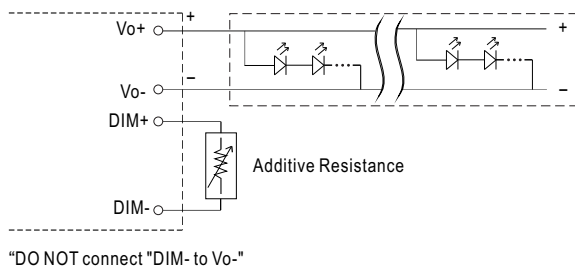 Vo+ + +
Vo- − −
DIM+
Additive Resistance
DIM-
“DO NOT connect "DIM- to Vo-"